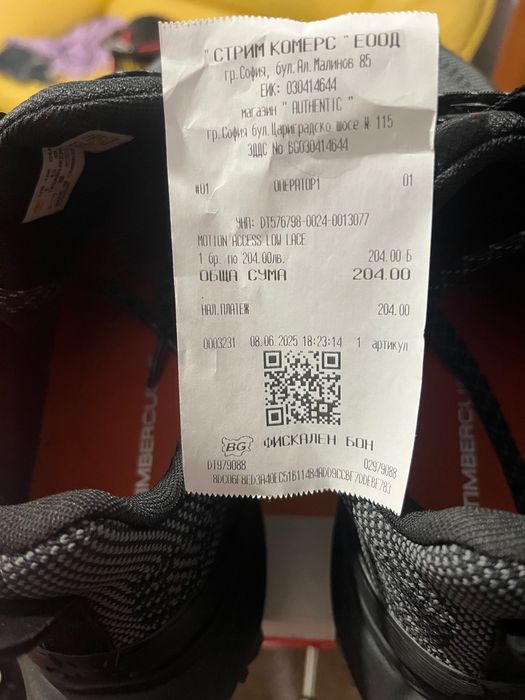 "СТРИМ КОМЕРС" ЕООД
гр.София, бул.Ал.Малинов 85
ЕИК: 030414644
магазин " AUTHENTIC "
гр.София бул.Цариградско шосе № 115
ЗДДС No BG030414644
#01 ОПЕРАТОР1 01
УНП: DT576798-0024-0013077
MOTION ACCESS LOW LACE
1 бр. по 204.00лв. 204.00 Б
ОБЩА СУМА 204.00
НАЛ.ПЛАТЕЖ 204.00
0003231 08.06.2025 18:23:14 1 артикул
BG ФИСКАЛЕН БОН
DT979088 02979088
TIMBERCUSH
TIMBERCU